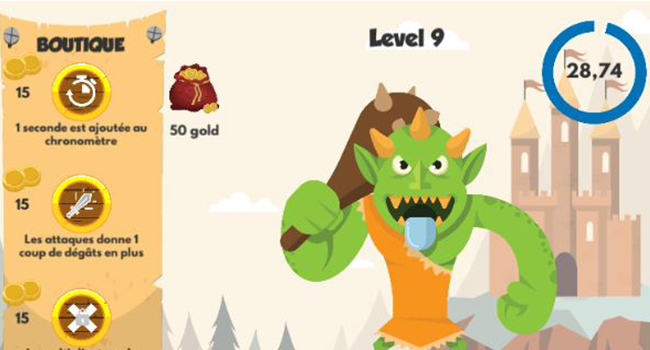 BOUTIQUE
15
1 seconde est ajoutée au
chronomètre
15
Les attaques donne 1
coup de dégâts en plus
15
50 gold
Level 9
28,74